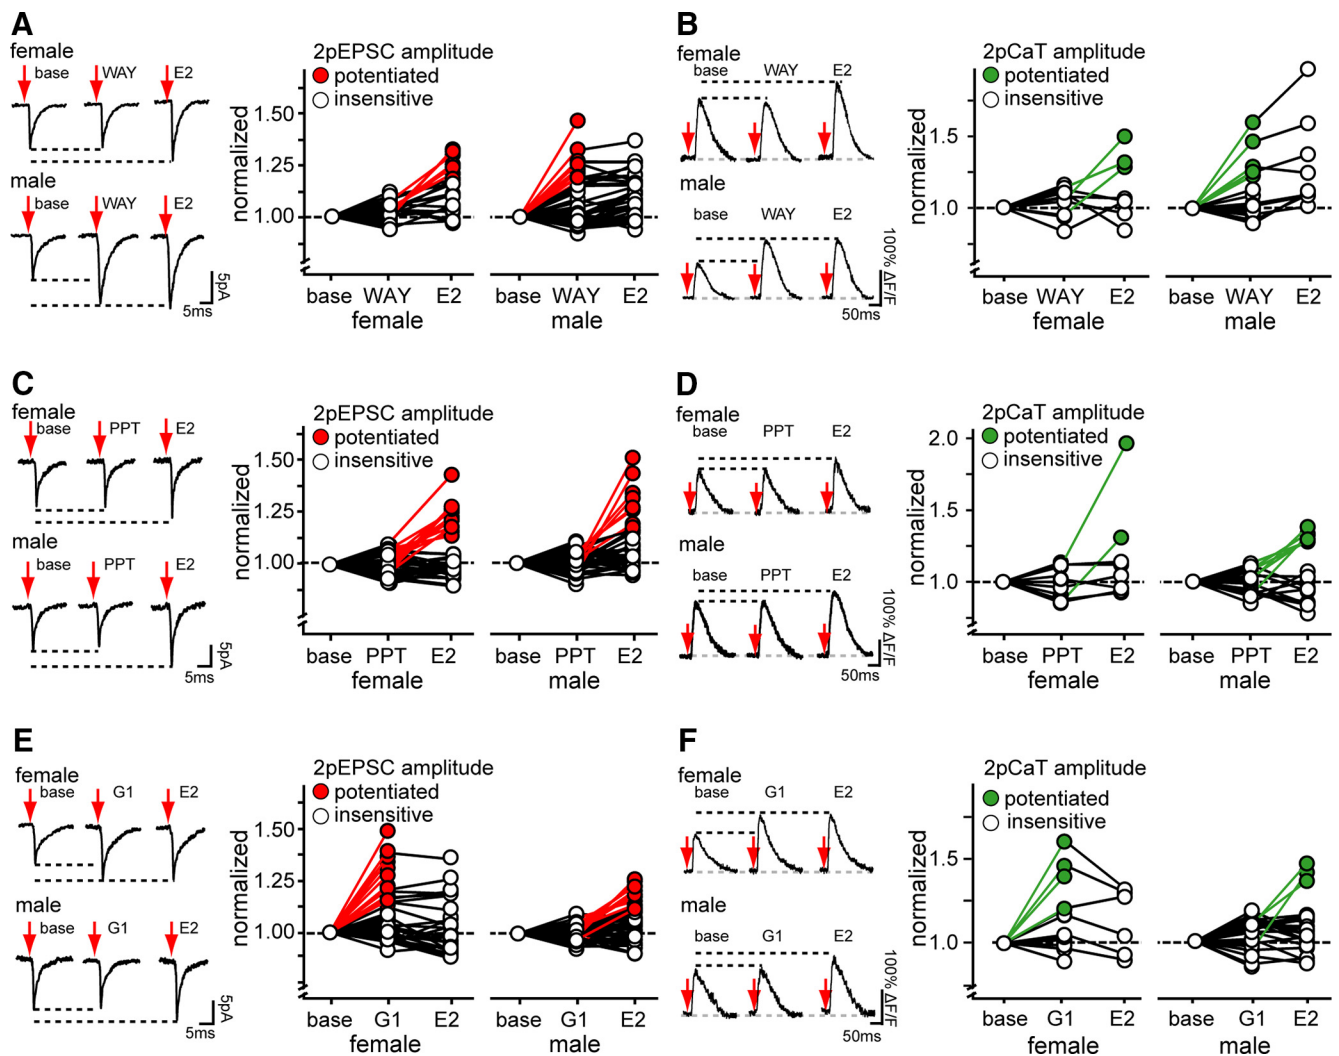 A
female
base WAY E2
male
base WAY E2
5pA
5ms
2pEPSC amplitude
potentiated
insensitive
normalized
1.50
1.25
1.00
base WAY E2
female
base WAY E2
male
B
female
base WAY E2
male
base WAY E2
100% ΔF/F
50ms
2pCaT amplitude
potentiated
insensitive
normalized
1.5
1.0
base WAY E2
female
base WAY E2
male
C
female
base PPT E2
male
base PPT E2
5pA
5ms
2pEPSC amplitude
potentiated
insensitive
normalized
1.50
1.25
1.00
base PPT E2
female
base PPT E2
male
D
female
base PPT E2
male
base PPT E2
100% ΔF/F
50ms
2pCaT amplitude
potentiated
insensitive
normalized
2.0
1.5
1.0
base PPT E2
female
base PPT E2
male
E
female
base G1 E2
male
base G1 E2
5pA
5ms
2pEPSC amplitude
potentiated
insensitive
normalized
1.50
1.25
1.00
base G1 E2
female
base G1 E2
male
F
female
base G1 E2
male
base G1 E2
100% ΔF/F
50ms
2pCaT amplitude
potentiated
insensitive
normalized
1.5
1.0
base G1 E2
female
base G1 E2
male